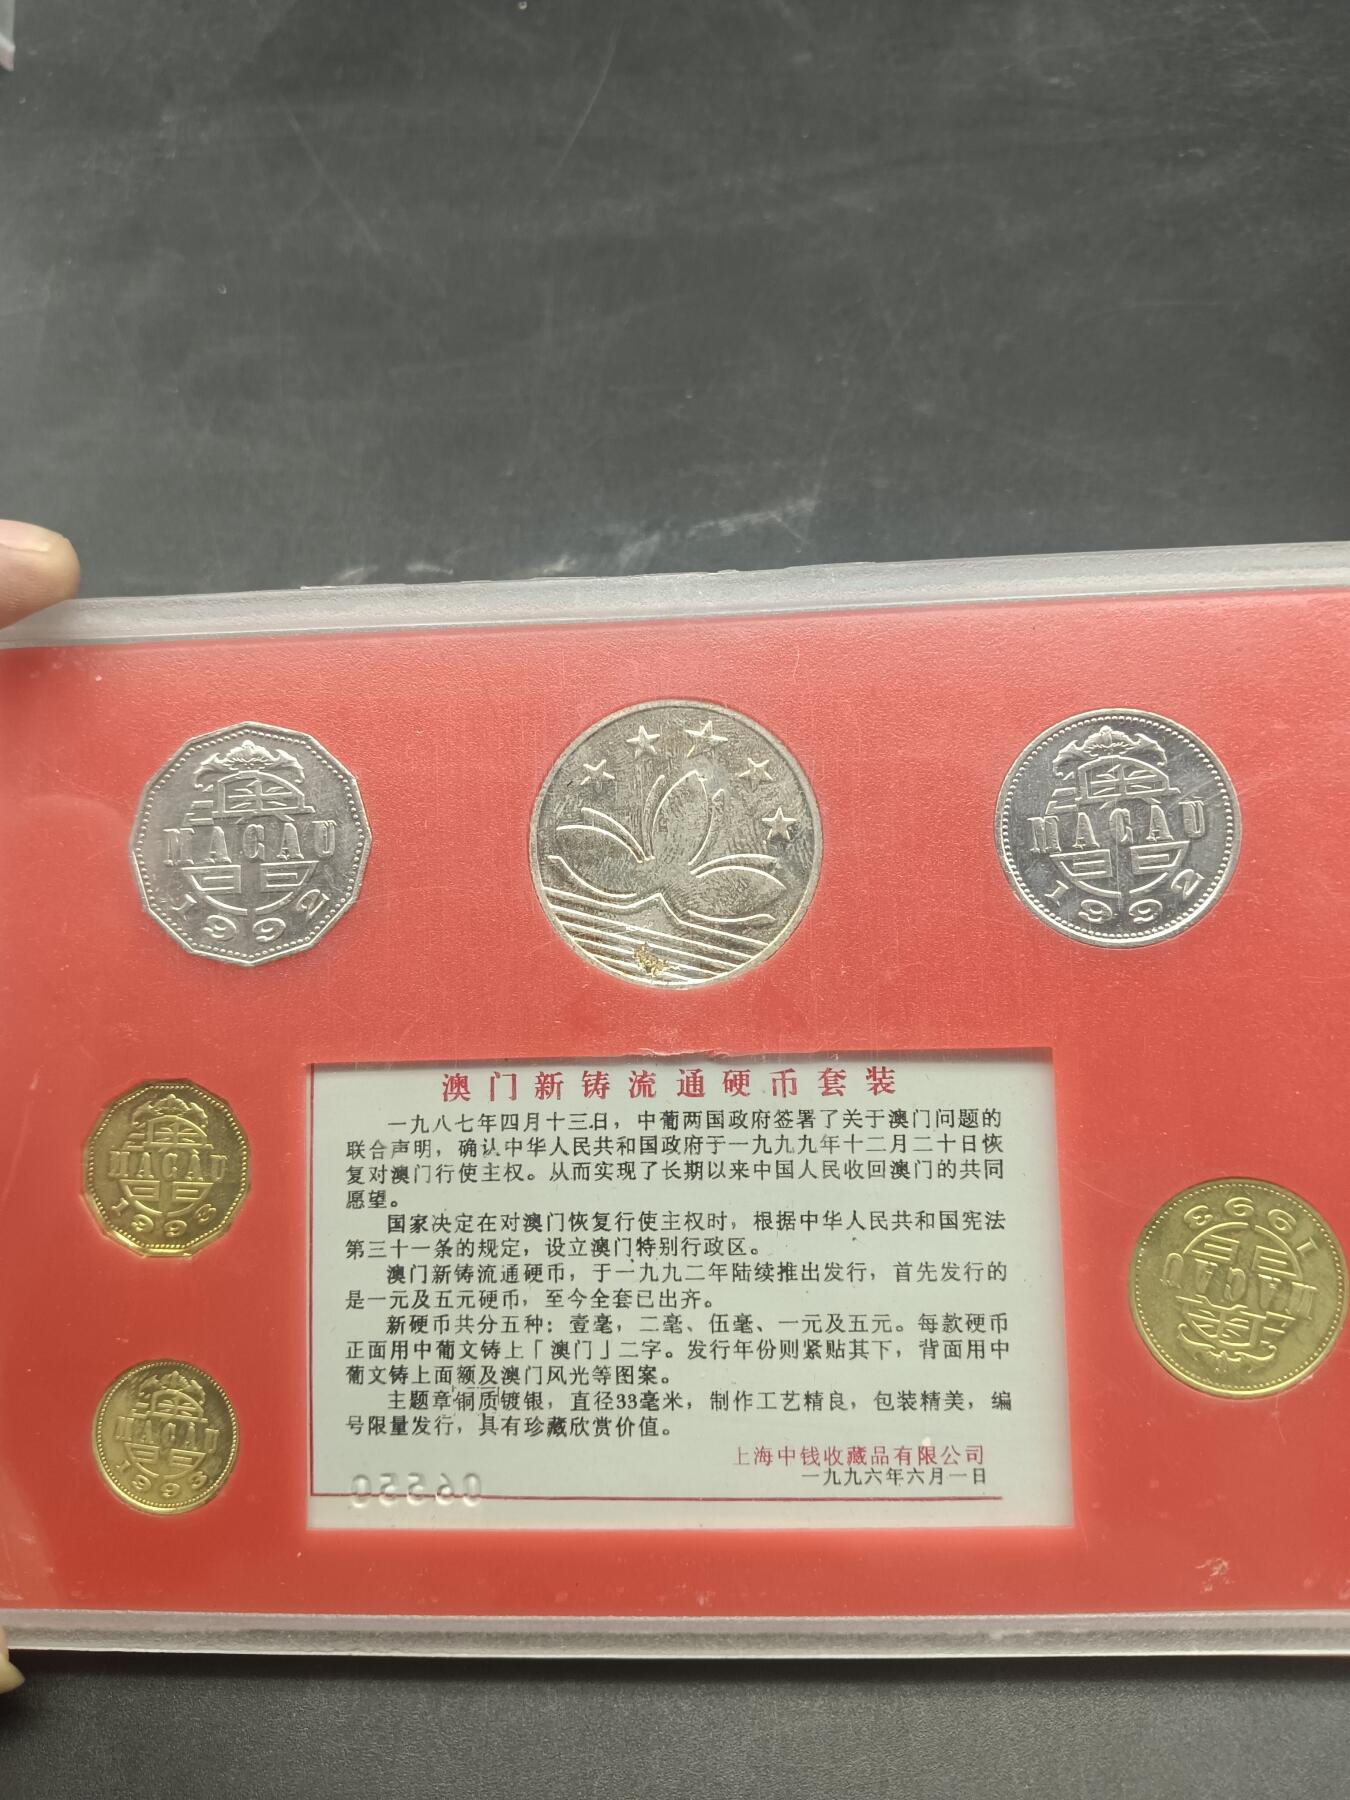 MACAU
1992
MACAU
1992
MACAU
1993
MACAU
1993
MACAU
1993
澳门新铸流通硬币套装
一九八七年四月十三日，中葡两国政府签署了关于澳门问题的
联合声明，确认中华人民共和国政府于一九九九年十二月二十日恢
复对澳门行使主权。从而实现了长期以来中国人民收回澳门的共同
愿望。
国家决定在对澳门恢复行使主权时，根据中华人民共和国宪法
第三十一条的规定，设立澳门特别行政区。
澳门新铸流通硬币，于一九九二年陆续推出发行，首先发行的
是一元及五元硬币，至今全套已出齐。
新硬币共分五种：壹毫，二毫、伍毫、一元及五元。每款硬币
正面用中葡文铸上「澳门」二字。发行年份则紧贴其下，背面用中
葡文铸上面额及澳门风光等图案。
主题章铜质镀银，直径33毫米，制作工艺精良，包装精美，编
号限量发行，具有珍藏欣赏价值。
上海中钱收藏品有限公司
一九九六年六月一日
06550